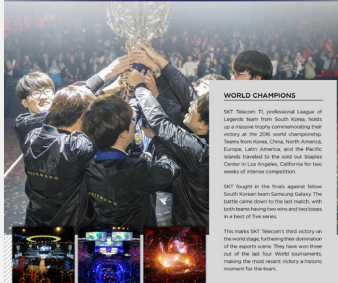 WORLD CHAMPIONS
SKT Telecom T1, professional League of
Legends team from South Korea, holds
up a massive trophy commemorating their
victory at the 2016 world championship.
Teams from Korea, China, North America,
Europe, Latin America, and the Pacific
Islands traveled to the sold out Staples
Center in Los Angeles, California for two
weeks of intense competition.
SKT fought in the finals against fellow
South Korean team Samsung Galaxy. The
battle came down to the last match, with
both teams having two wins and two losses
in a best of five series.
This marks SKT Telecom's third victory on
the world stage, furthering their domination
of the esports scene. They have won three
out of the last four World tournaments,
making the most recent victory a historic
moment for the team.